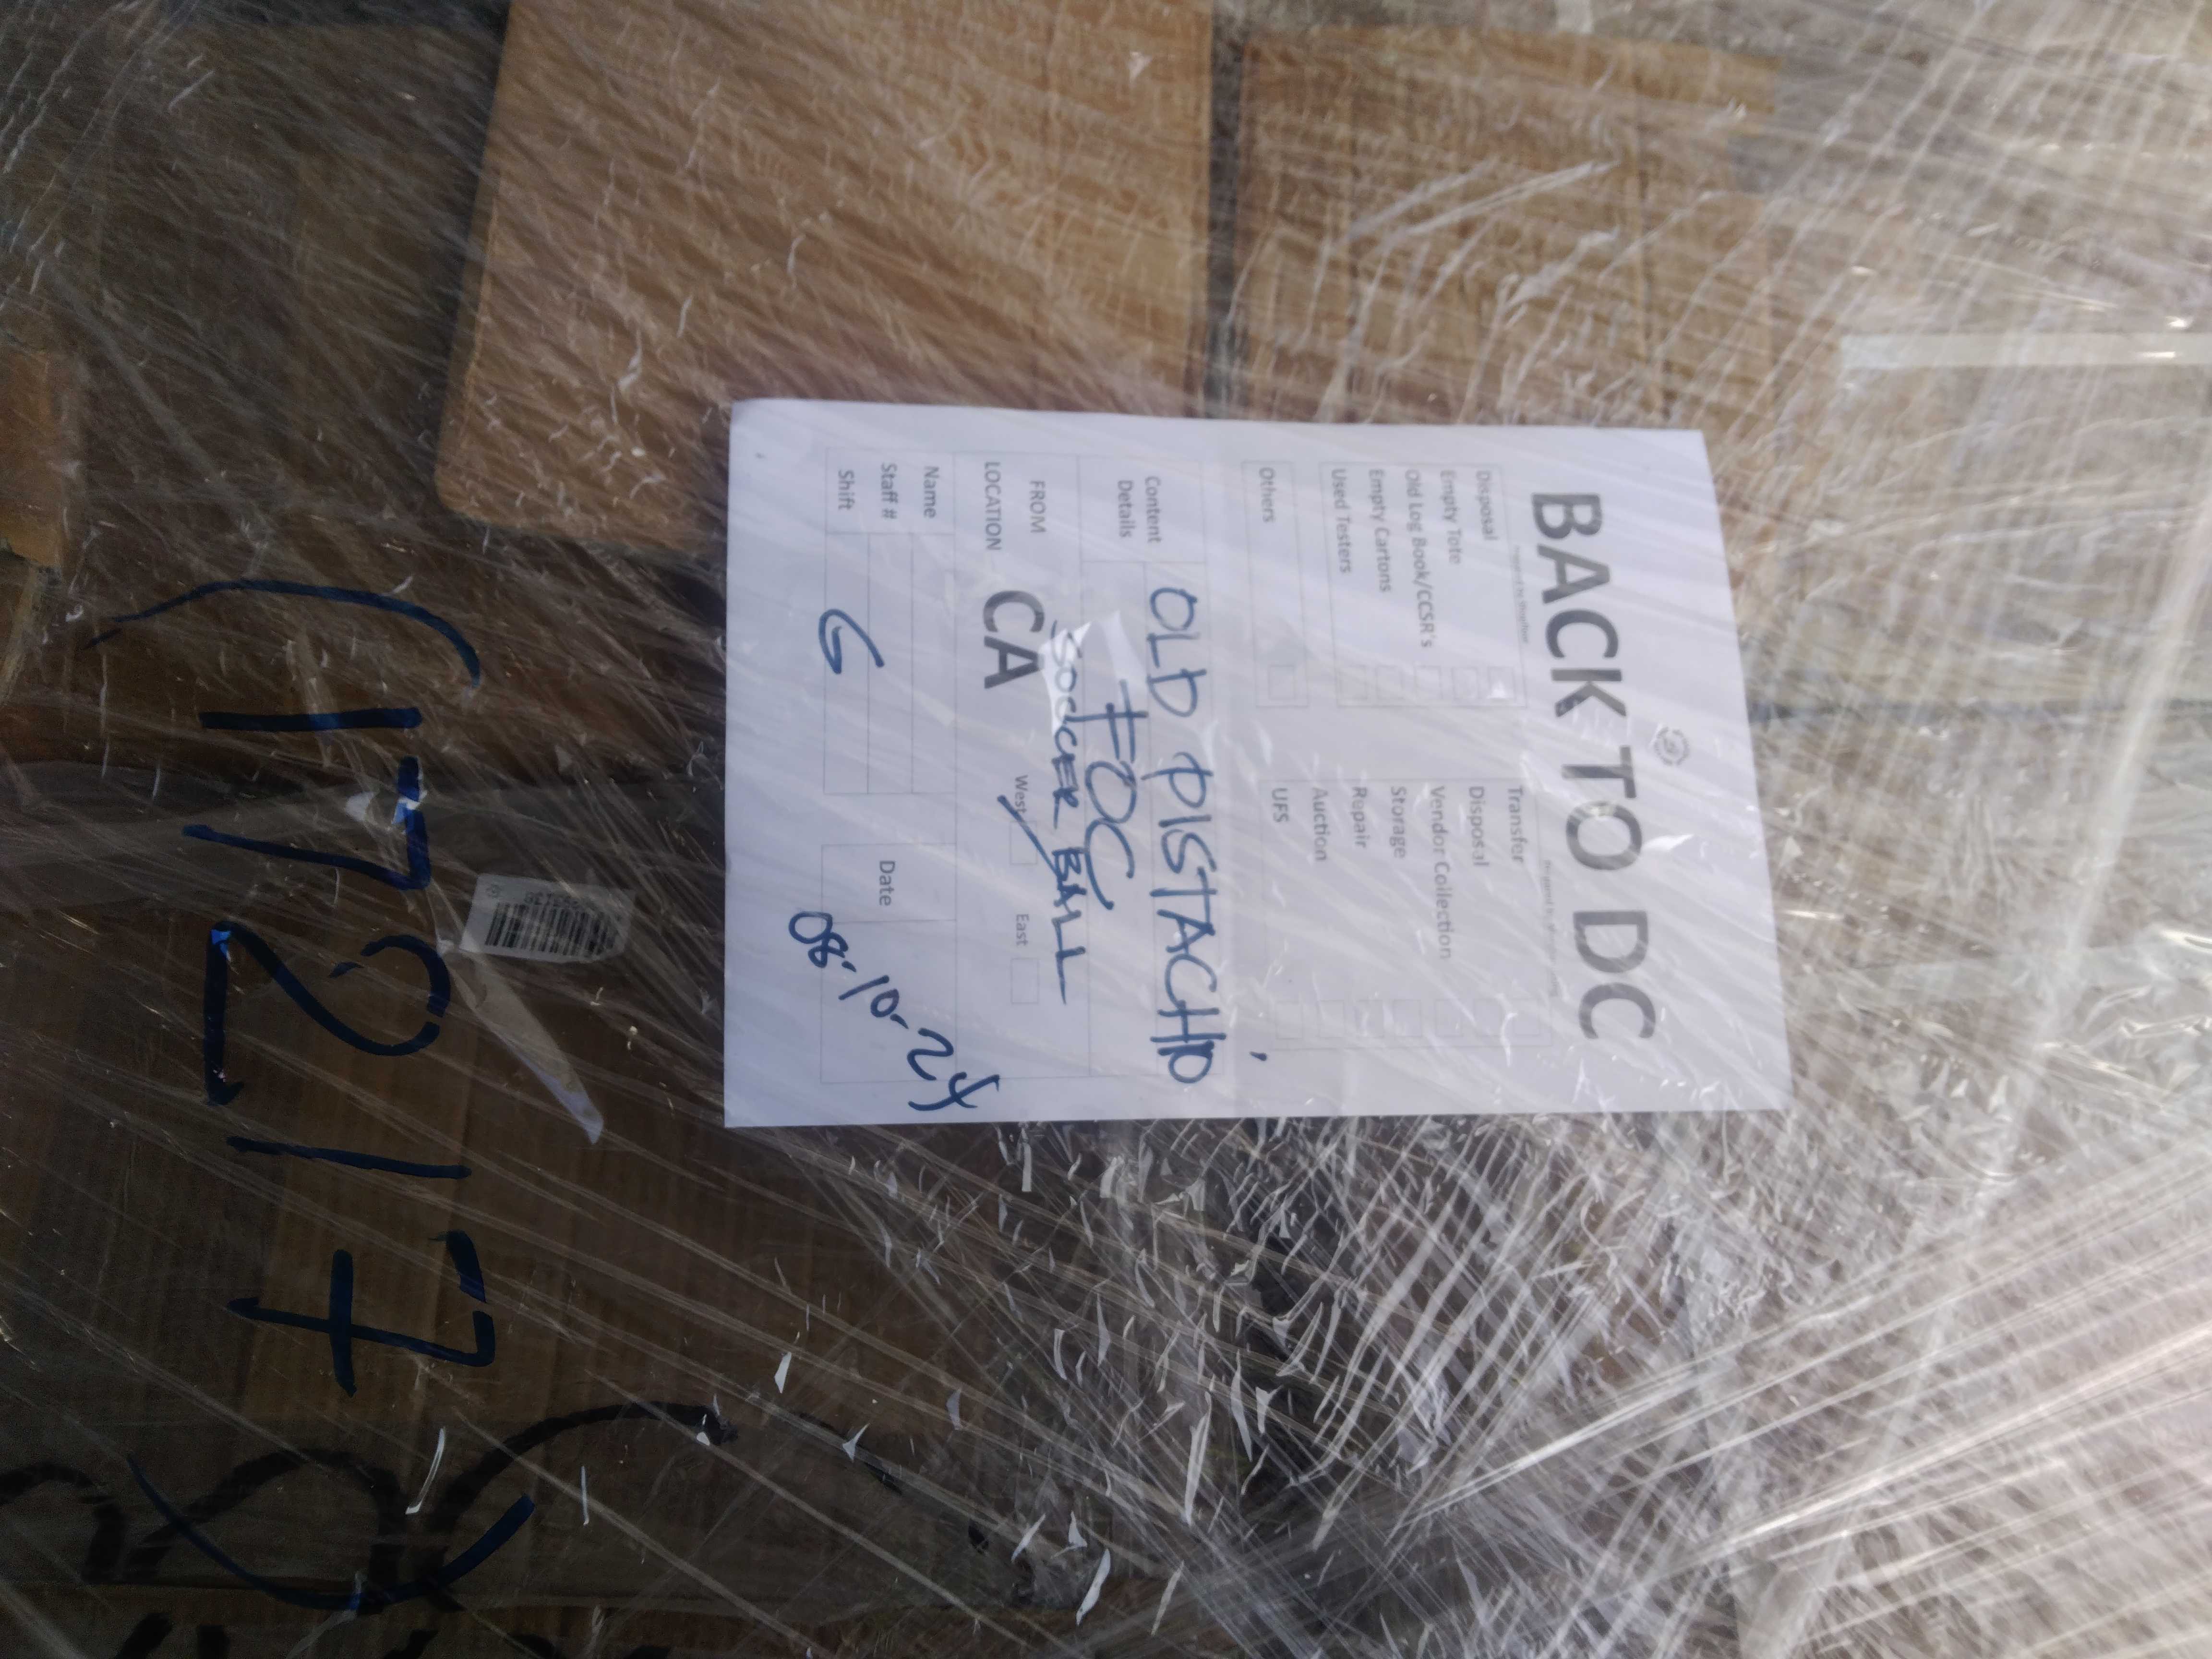 BACK TO DC
Disposal
Empty Tote
Old Log Book/CCSR's
Empty Cartons
Used Testers
Others
Transfer
Disposal
Vendor Collection
Storage
Repair
Auction
UFS
Content Details
OLD PISTACHIO
FOC
SOCCER BALL
FROM LOCATION
CA
West
East
Name
Staff #
Shift
G
Date
08-10-24